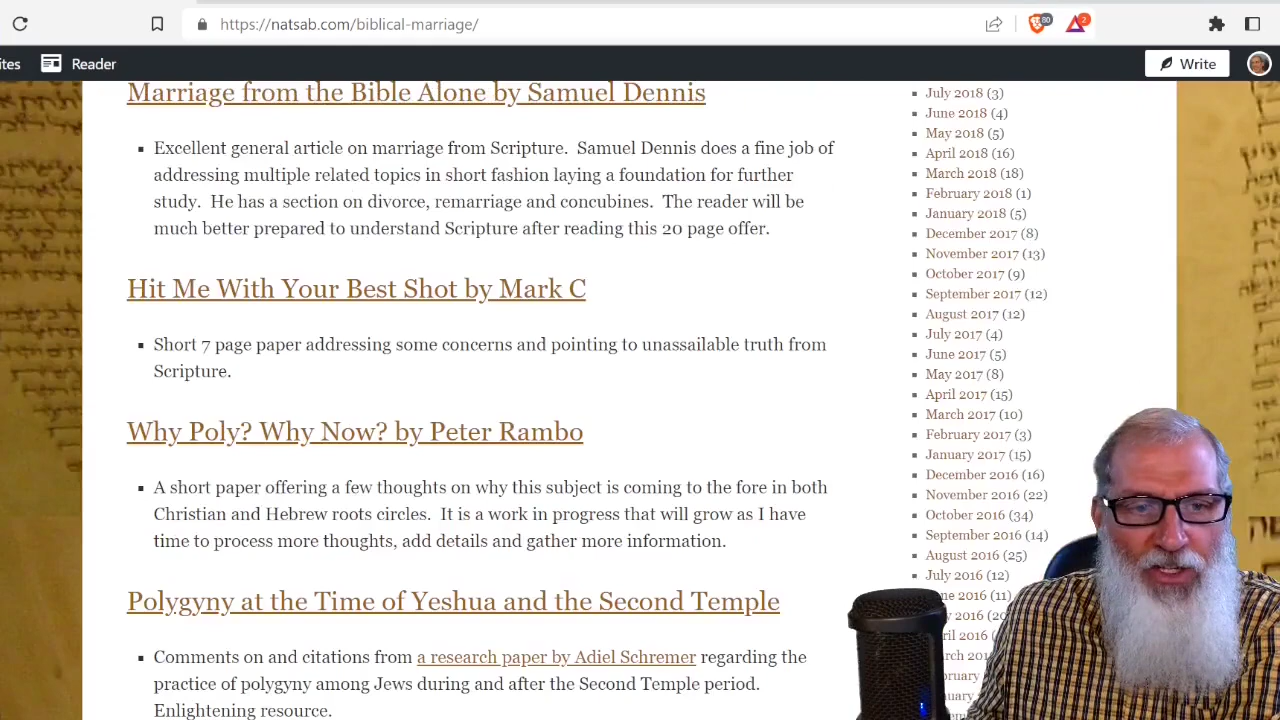 https://natsab.com/biblical-marriage/
80
2
ites
Reader
Write
Marriage from the Bible Alone by Samuel Dennis
Excellent general article on marriage from Scripture. Samuel Dennis does a fine job of
addressing multiple related topics in short fashion laying a foundation for further
study. He has a section on divorce, remarriage and concubines. The reader will be
much better prepared to understand Scripture after reading this 20 page offer.
Hit Me With Your Best Shot by Mark C
Short 7 page paper addressing some concerns and pointing to unassailable truth from
Scripture.
Why Poly? Why Now? by Peter Rambo
A short paper offering a few thoughts on why this subject is coming to the fore in both
Christian and Hebrew roots circles. It is a work in progress that will grow as I have
time to process more thoughts, add details and gather more information.
Polygyny at the Time of Yeshua and the Second Temple
Comments on and citations from a research paper by Adiel Schremer regarding the
practice of polygyny among Jews during and after the Second Temple period.
Enlightening resource.
July 2018 (3)
June 2018 (4)
May 2018 (5)
April 2018 (16)
March 2018 (18)
February 2018 (1)
January 2018 (5)
December 2017 (8)
November 2017 (13)
October 2017 (9)
September 2017 (12)
August 2017 (12)
July 2017 (4)
June 2017 (5)
May 2017 (8)
April 2017 (15)
March 2017 (10)
February 2017 (3)
January 2017 (15)
December 2016 (16)
November 2016 (22)
October 2016 (34)
September 2016 (14)
August 2016 (25)
July 2016 (12)
ne 2016 (11)
y 2016 (20
ril 2016 (
arch 201
bruary
nuary